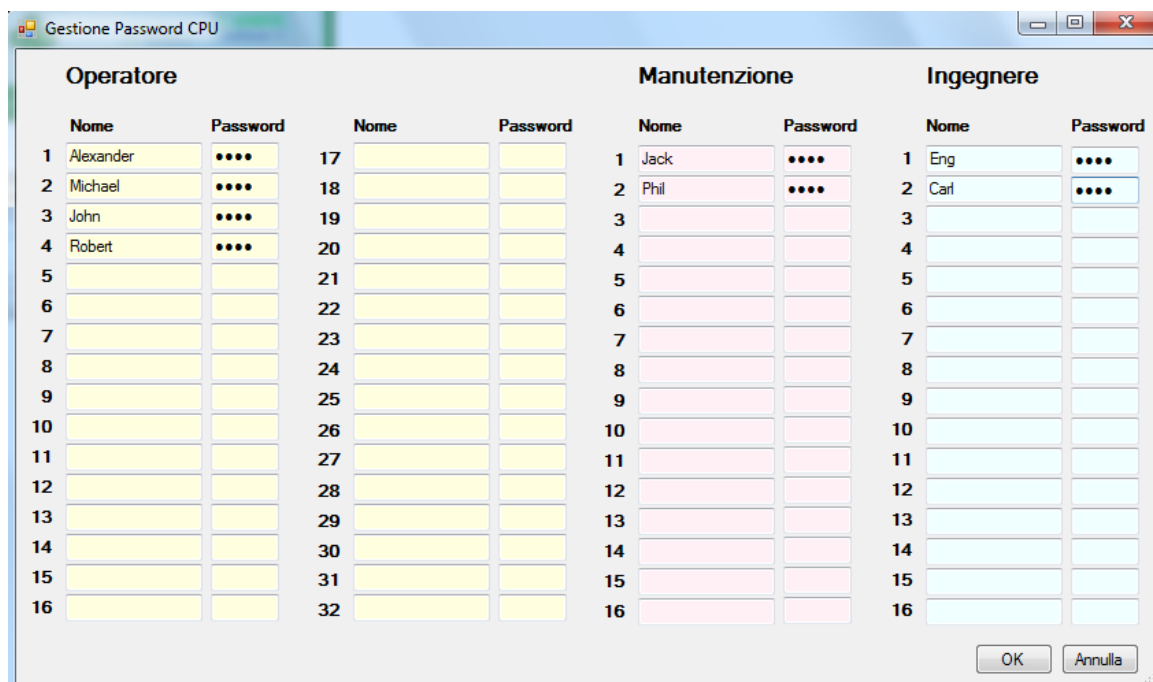 Gestione Password CPU
Operatore Manutenzione Ingegnere
Nome Password Nome Password Nome Password Nome Password
1 Alexander •••• 17 1 Jack •••• 1 Eng ••••
2 Michael •••• 18 2 Phil •••• 2 Carl ••••
3 John •••• 19 3 3
4 Robert •••• 20 4 4
5 21 5 5
6 22 6 6
7 23 7 7
8 24 8 8
9 25 9 9
10 26 10 10
11 27 11 11
12 28 12 12
13 29 13 13
14 30 14 14
15 31 15 15
16 32 16 16
OK Annulla